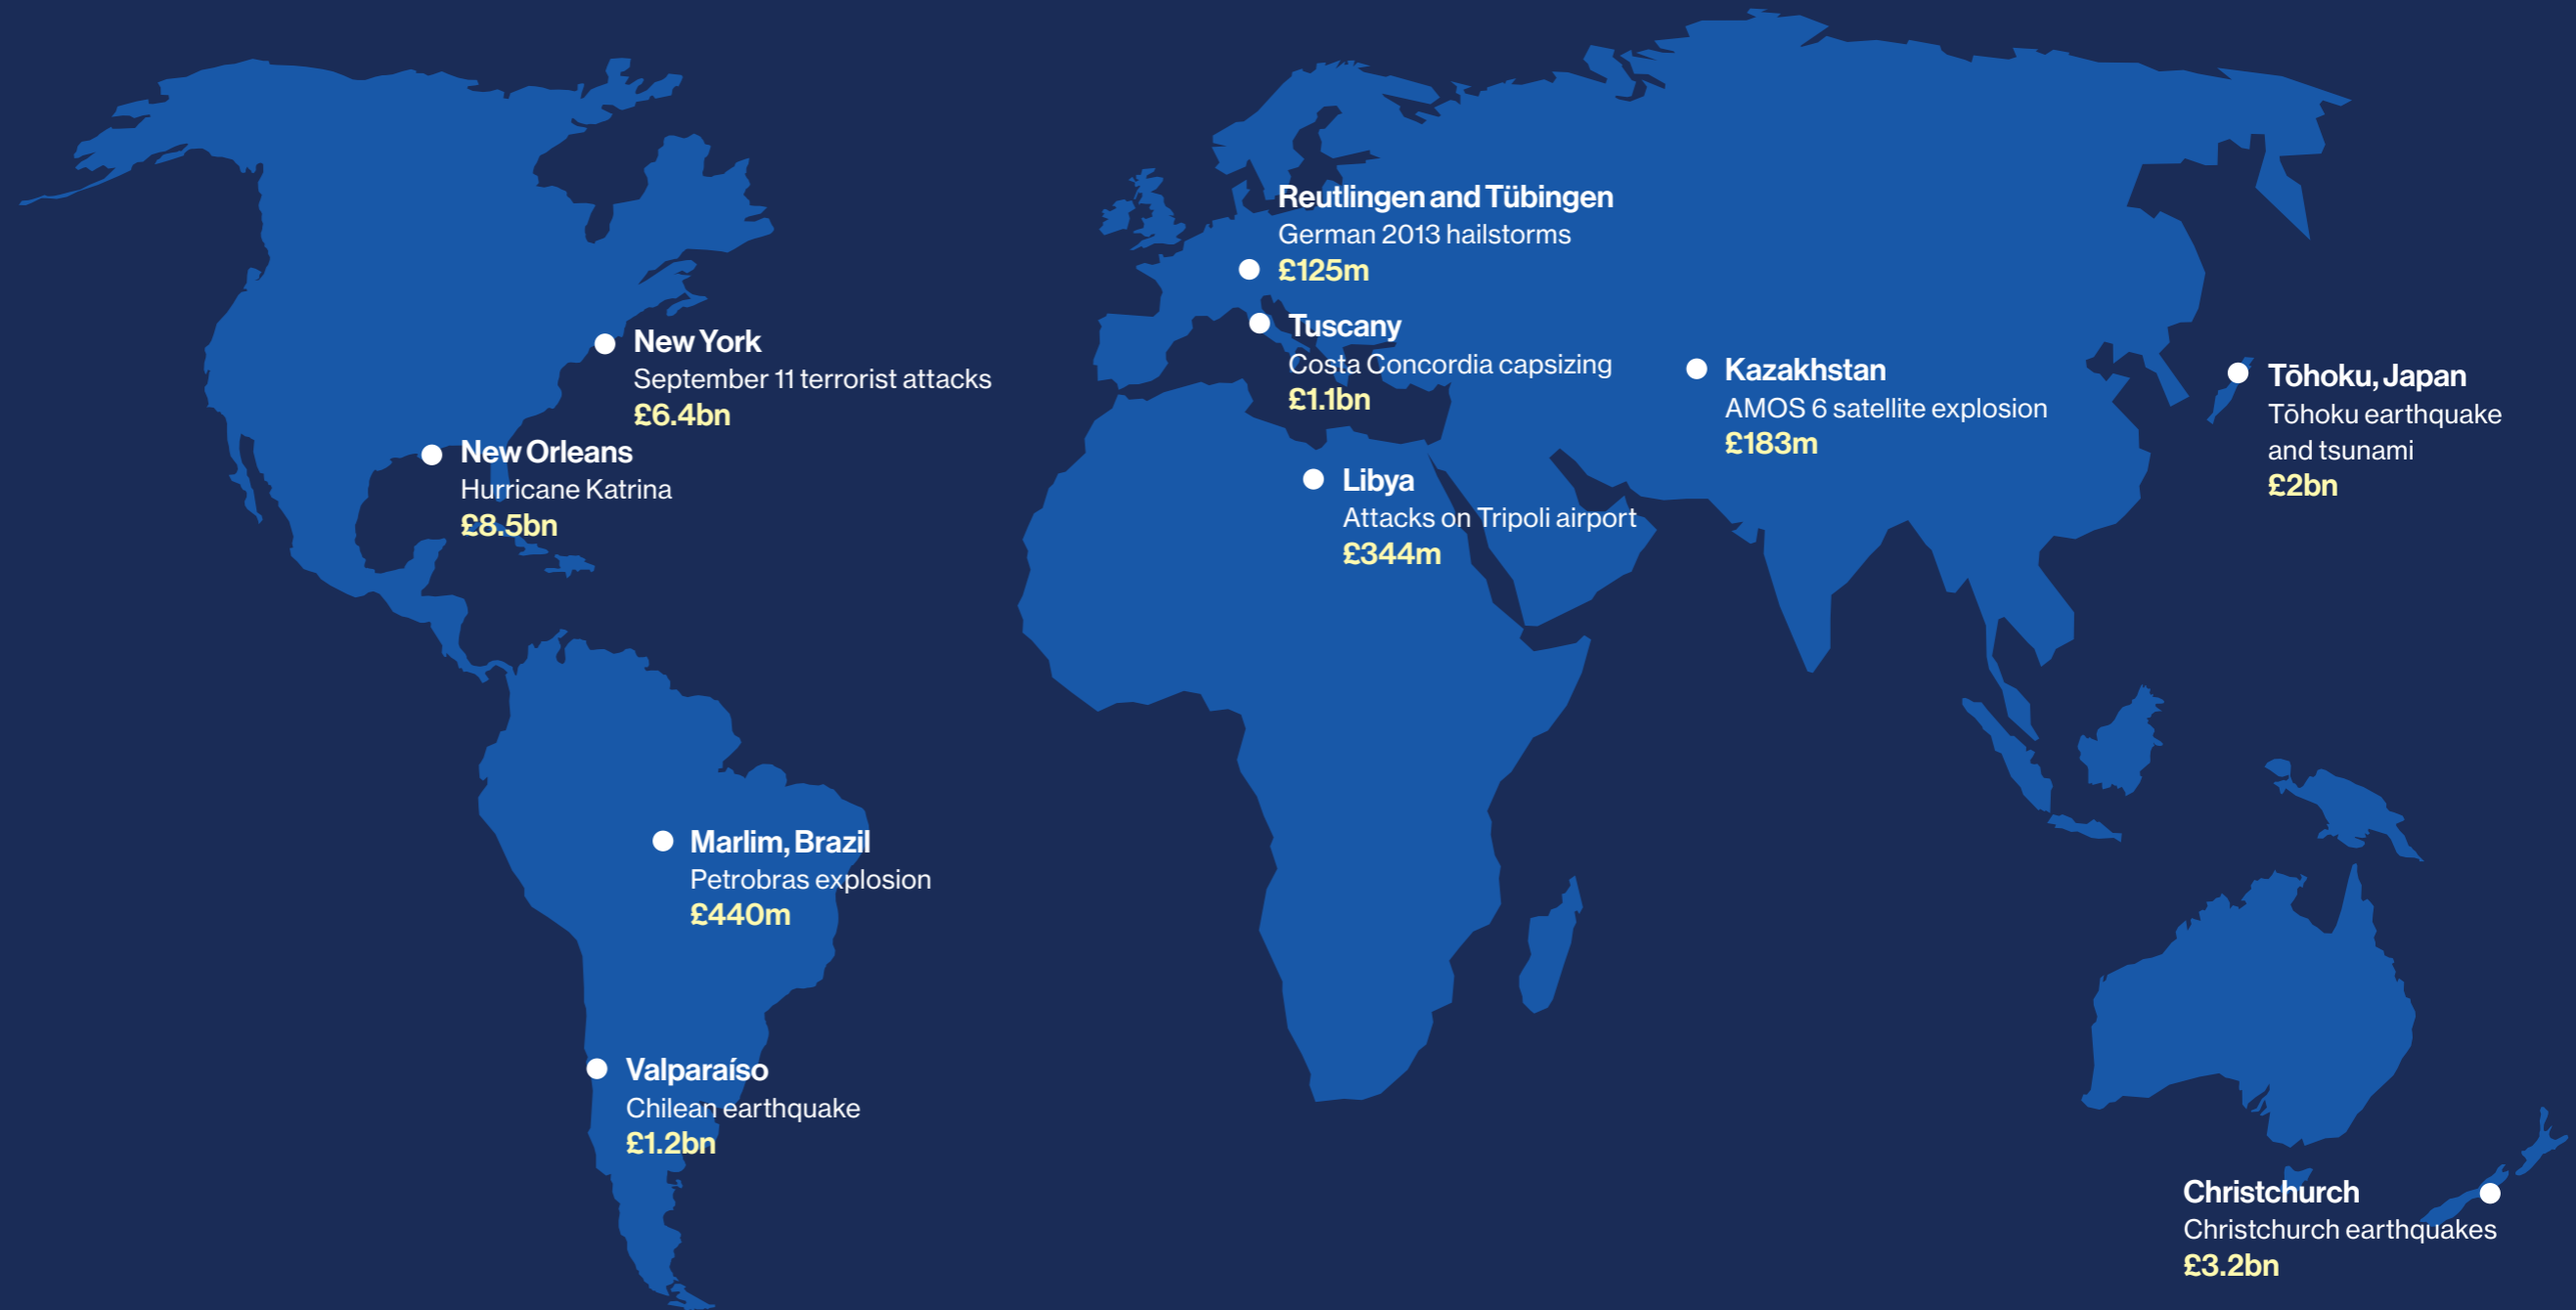 Reutlingen and Tübingen
German 2013 hailstorms
£125m
New York
September 11 terrorist attacks
£6.4bn
Tuscany
Costa Concordia capsizing
£1.1bn
Kazakhstan
AMOS 6 satellite explosion
£183m
Tōhoku, Japan
Tōhoku earthquake
and tsunami
£2bn
New Orleans
Hurricane Katrina
£8.5bn
Libya
Attacks on Tripoli airport
£344m
Marlim, Brazil
Petrobras explosion
£440m
Valparaíso
Chilean earthquake
£1.2bn
Christchurch
Christchurch earthquakes
£3.2bn